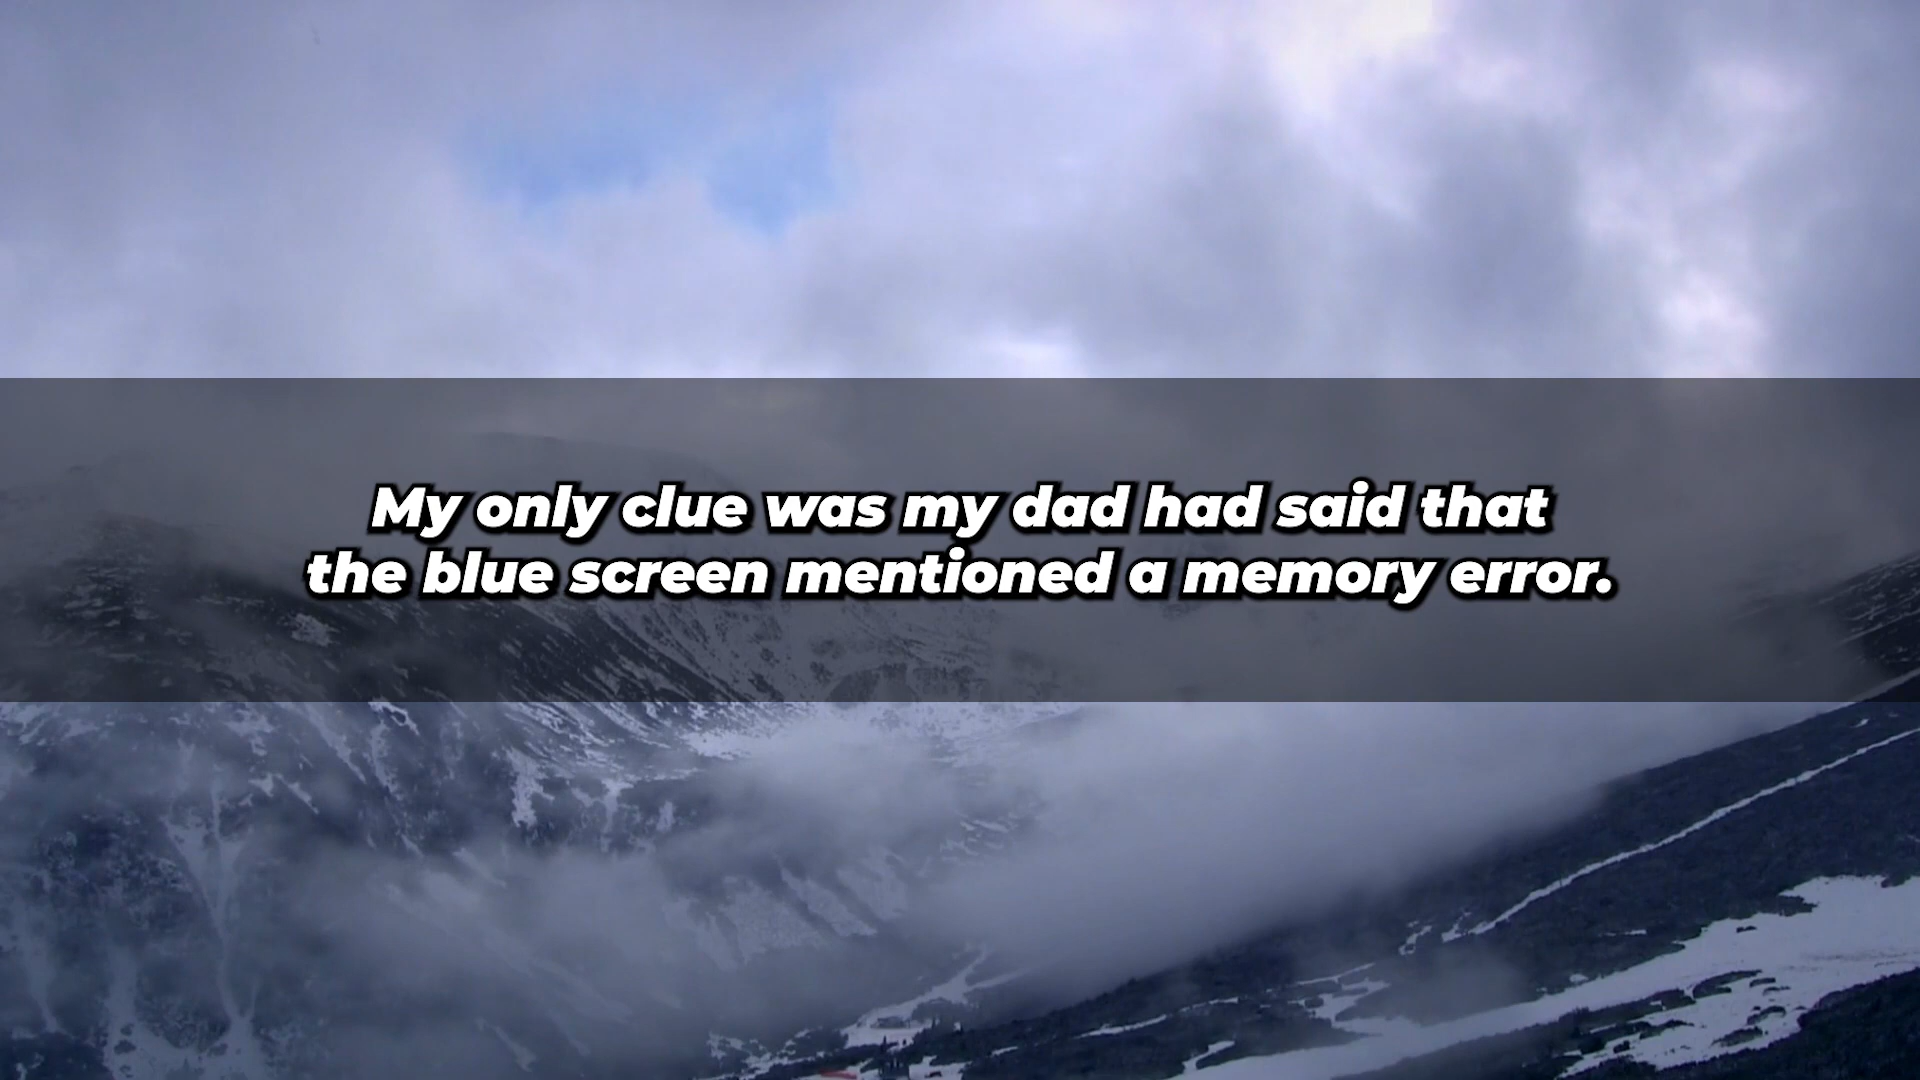 My only clue was my dad had said that
the blue screen mentioned a memory error.